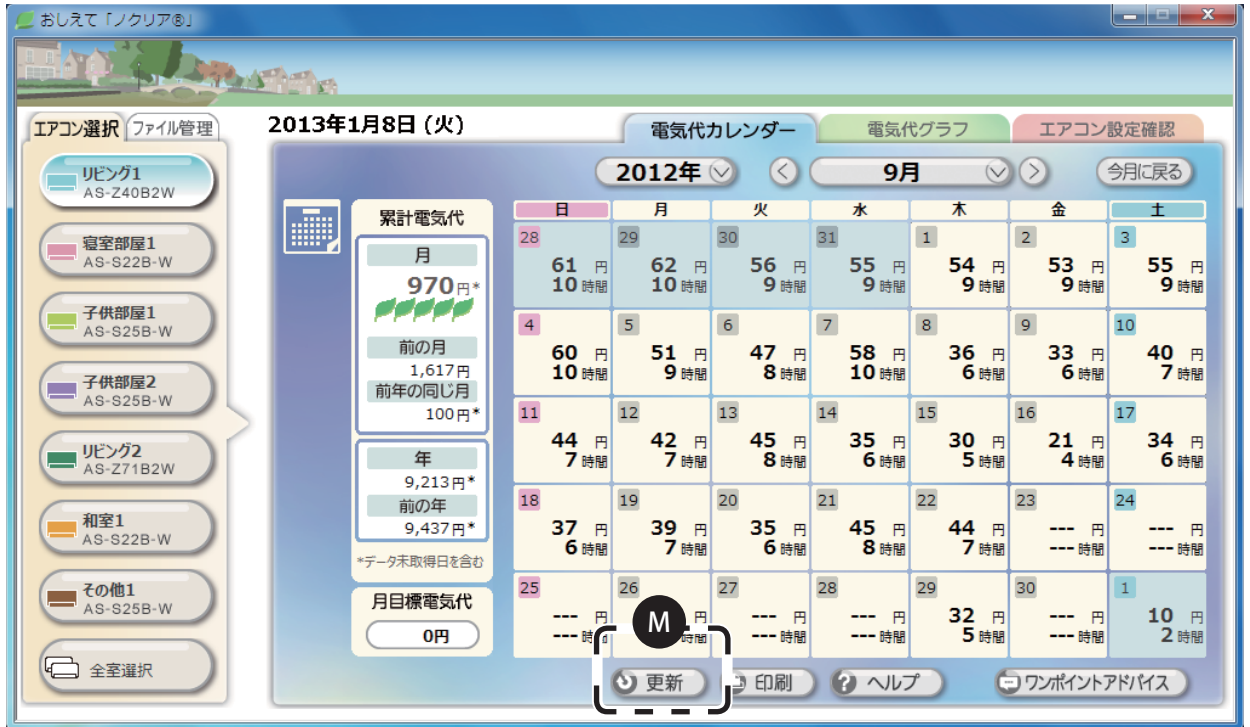 おしえて「ノクリア®」
エアコン選択 ファイル管理
2013年1月8日 (火)
電気代カレンダー 電気代グラフ エアコン設定確認
2012年 9月 今月に戻る
リビング1
AS-Z40B2W
寝室部屋1
AS-S22B-W
子供部屋1
AS-S25B-W
子供部屋2
AS-S25B-W
リビング2
AS-Z71B2W
和室1
AS-S22B-W
その他1
AS-S25B-W
全室選択
累計電気代
月
970円*
前の月
1,617円
前年の同じ月
100円*
年
9,213円*
前の年
9,437円*
*データ未取得日を含む
月目標電気代
0円
日 月 火 水 木 金 土
28 29 30 31 1 2 3
61 円 62 円 56 円 55 円 54 円 53 円 55 円
10 時間 10 時間 9 時間 9 時間 9 時間 9 時間 9 時間
4 5 6 7 8 9 10
60 円 51 円 47 円 58 円 36 円 33 円 40 円
10 時間 9 時間 8 時間 10 時間 6 時間 6 時間 7 時間
11 12 13 14 15 16 17
44 円 42 円 45 円 35 円 30 円 21 円 34 円
7 時間 7 時間 8 時間 6 時間 5 時間 4 時間 6 時間
18 19 20 21 22 23 24
37 円 39 円 35 円 45 円 44 円 --- 円 --- 円
6 時間 7 時間 6 時間 8 時間 7 時間 --- 時間 --- 時間
25 26 27 28 29 30 1
--- 円 円 --- 円 --- 円 32 円 --- 円 10 円
--- 時間 時間 --- 時間 --- 時間 5 時間 --- 時間 2 時間
M
更新 印刷 ヘルプ ワンポイントアドバイス